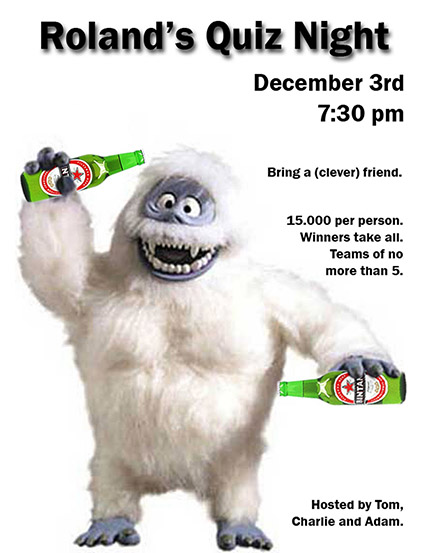 Roland's Quiz Night
December 3rd
7:30 pm
Bring a (clever) friend.
15.000 per person.
Winners take all.
Teams of no
more than 5.
BINTAN
Hosted by Tom,
Charlie and Adam.